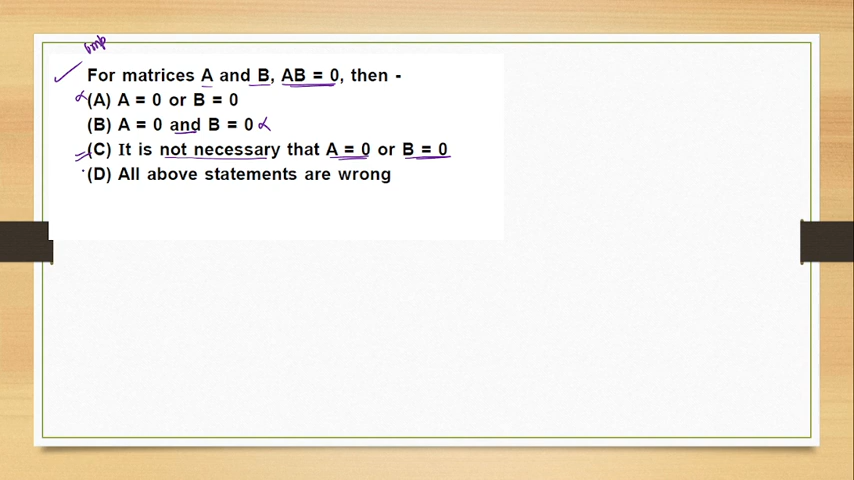 imp
For matrices A and B, AB = 0, then -
(A) A = 0 or B = 0
(B) A = 0 and B = 0
(C) It is not necessary that A = 0 or B = 0
(D) All above statements are wrong